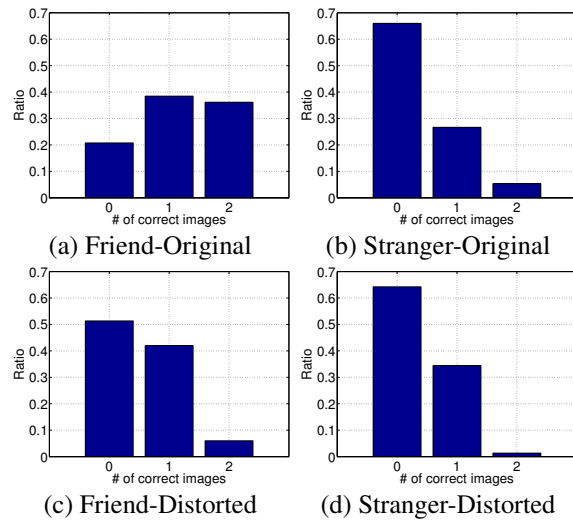 0.7
0.6
0.5
0.4
0.3
0.2
0.1
0
Ratio
0 1 2
# of correct images
(a) Friend-Original
0.7
0.6
0.5
0.4
0.3
0.2
0.1
0
Ratio
0 1 2
# of correct images
(b) Stranger-Original
0.7
0.6
0.5
0.4
0.3
0.2
0.1
0
Ratio
0 1 2
# of correct images
(c) Friend-Distorted
0.7
0.6
0.5
0.4
0.3
0.2
0.1
0
Ratio
0 1 2
# of correct images
(d) Stranger-Distorted